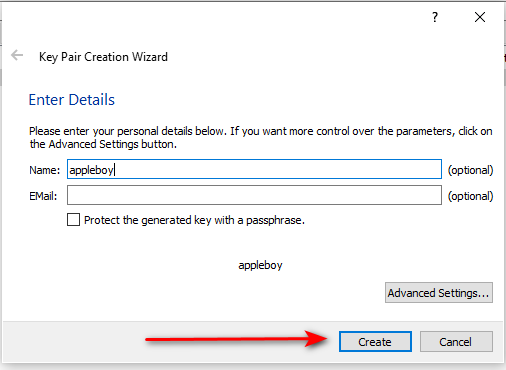 ?
Key Pair Creation Wizard
Enter Details
Please enter your personal details below. If you want more control over the parameters, click on
the Advanced Settings button.
Name: appleboy (optional)
EMail: (optional)
Protect the generated key with a passphrase.
appleboy
Advanced Settings...
Create Cancel